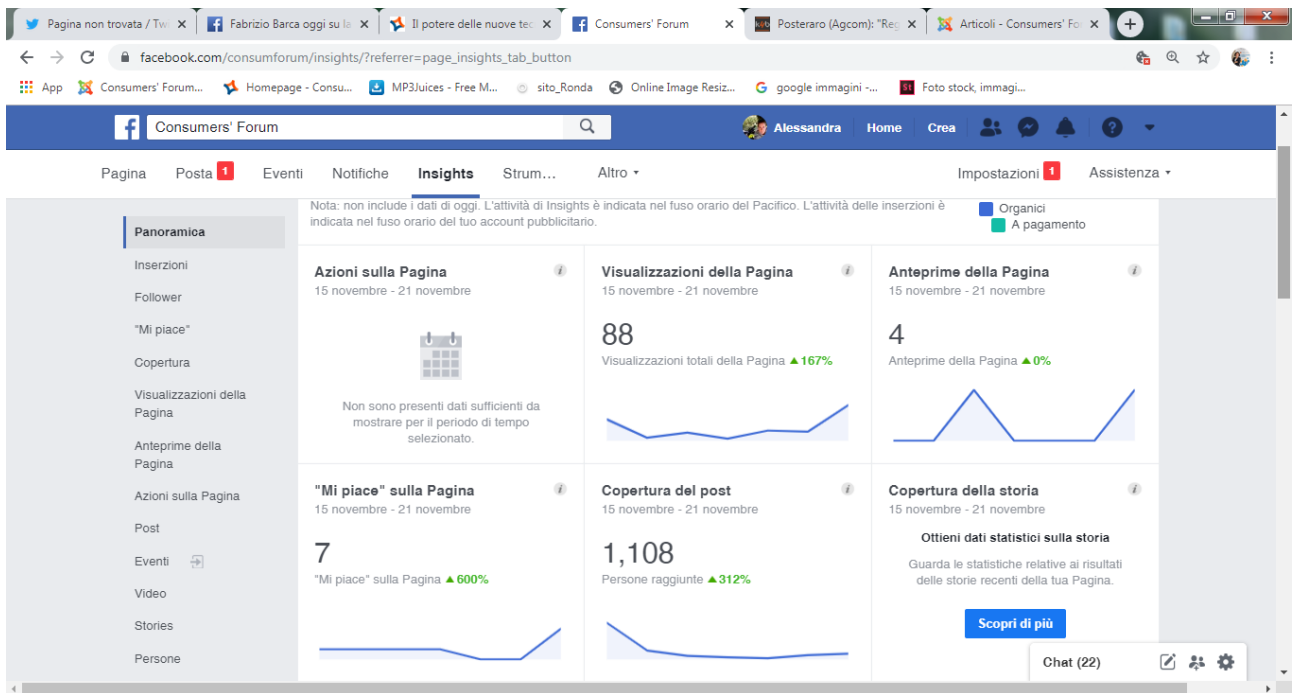 Pagina non trovata / Tw
Fabrizio Barca oggi su la
Il potere delle nuove tec
Consumers' Forum
Posteraro (Agcom): "Reg
Articoli - Consumers' Fo
facebook.com/consumforum/insights/?referrer=page_insights_tab_button
App
Consumers' Forum...
Homepage - Consu...
MP3Juices - Free M...
sito_Ronda
Online Image Resiz...
google immagini -...
Foto stock, immagi...
Consumers' Forum
Alessandra
Home
Crea
Pagina
Posta 1
Eventi
Notifiche
Insights
Strum...
Altro
Impostazioni 1
Assistenza
Panoramica
Inserzioni
Follower
"Mi piace"
Copertura
Visualizzazioni della
Pagina
Anteprime della
Pagina
Azioni sulla Pagina
Post
Eventi
Video
Stories
Persone
Nota: non include i dati di oggi. L'attività di Insights è indicata nel fuso orario del Pacifico. L'attività delle inserzioni è
indicata nel fuso orario del tuo account pubblicitario.
Organici
A pagamento
Azioni sulla Pagina
15 novembre - 21 novembre
Non sono presenti dati sufficienti da
mostrare per il periodo di tempo
selezionato.
Visualizzazioni della Pagina
15 novembre - 21 novembre
88
Visualizzazioni totali della Pagina ▲167%
Anteprime della Pagina
15 novembre - 21 novembre
4
Anteprime della Pagina ▲0%
"Mi piace" sulla Pagina
15 novembre - 21 novembre
7
"Mi piace" sulla Pagina ▲600%
Copertura del post
15 novembre - 21 novembre
1,108
Persone raggiunte ▲312%
Copertura della storia
15 novembre - 21 novembre
Ottieni dati statistici sulla storia
Guarda le statistiche relative ai risultati
delle storie recenti della tua Pagina.
Scopri di più
Chat (22)